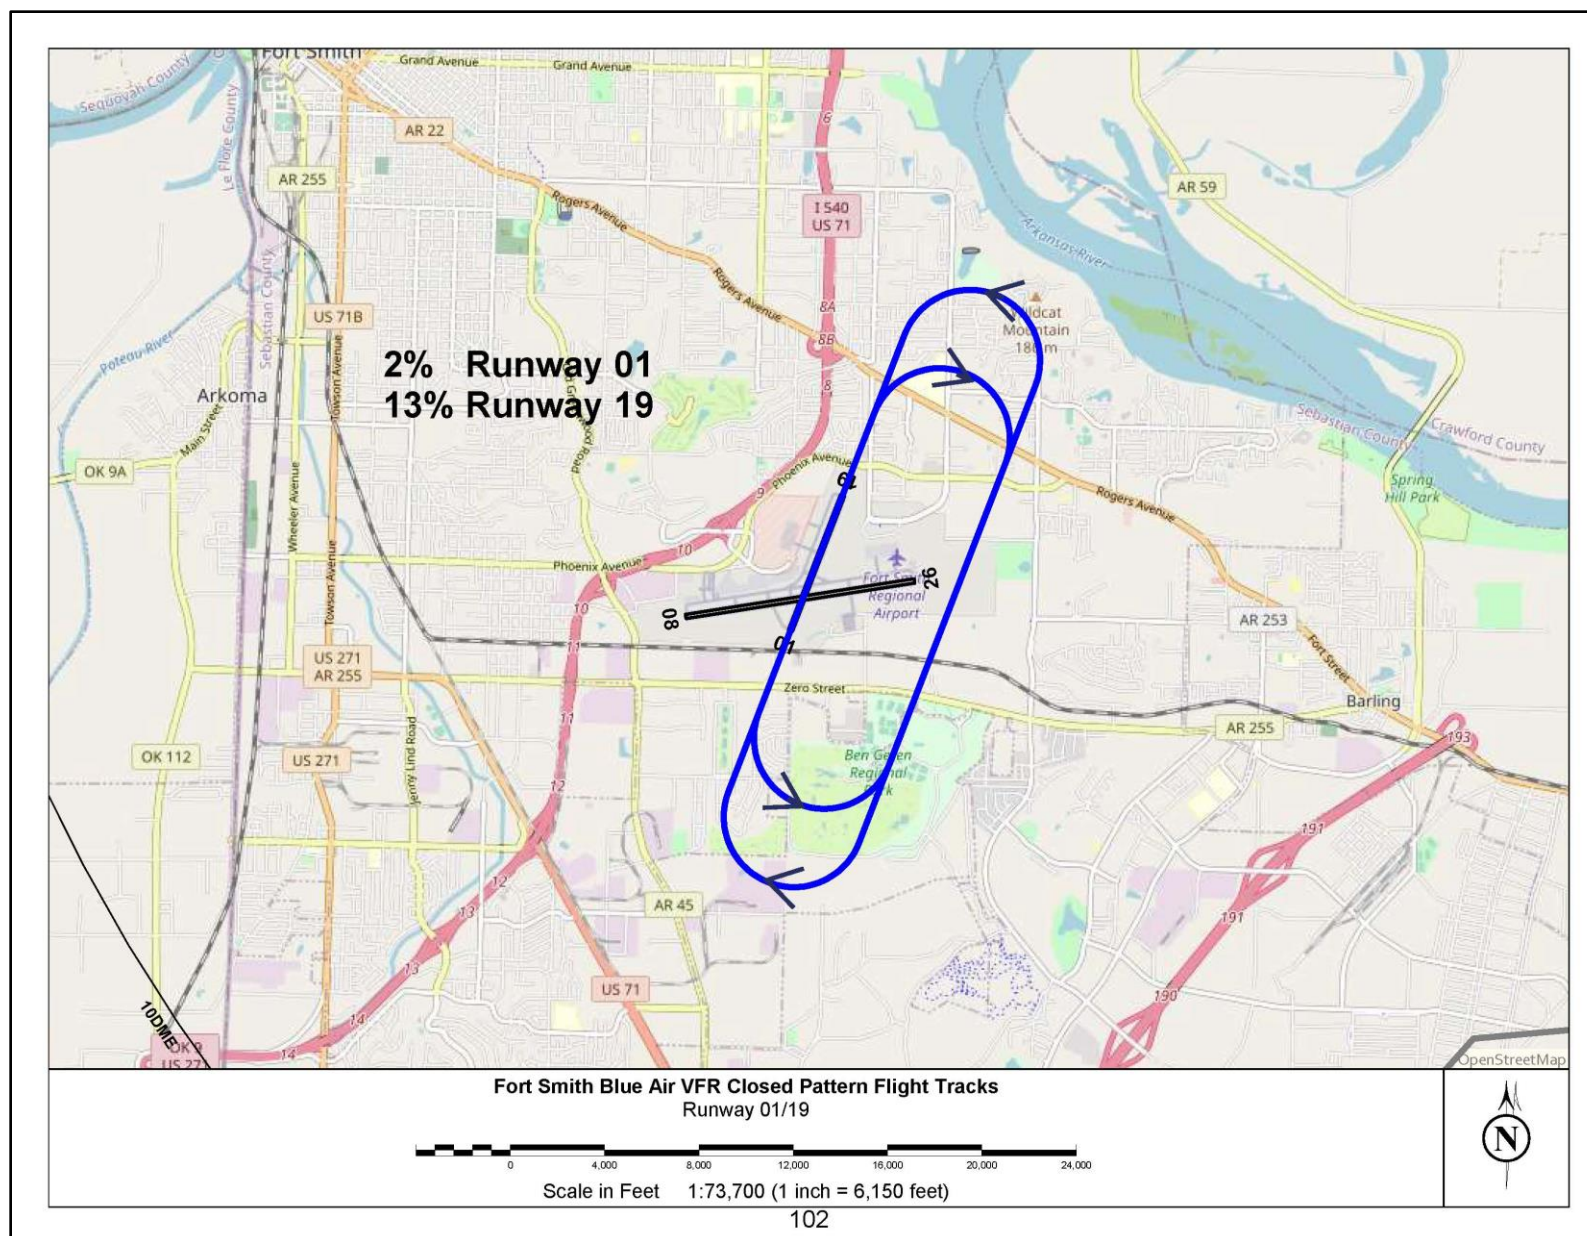 Fort Smith
Grand Avenue
Grand Avenue
Sequoyah County
Le Flore County
6
AR 22
AR 255
AR 59
Rogers Avenue
I 540
US 71
Arkansas River
Sebastian County
8A
Rogers Avenue
US 71B
Poteau River
8B
Wildcat
Mountain
186 m
2% Runway 01
13% Runway 19
8
Towson Avenue
Arkoma
Main Street
Sebastian County
Crawford County
OK 9A
Phoenix Avenue
19
9
Rogers Avenue
Spring
Hill Park
Wheeler Avenue
10
Phoenix Avenue
Towson Avenue
10
Fort Smith
Regional
Airport
26
08
AR 253
11
01
Fort Street
US 271
AR 255
Zero Street
Barling
11
AR 255
193
OK 112
US 271
Jenny Lind Road
Ben Geren
Regional
Park
12
191
12
13
AR 45
191
13
US 71
190
10DME
OK 9
US 27
14
14
OpenStreetMap
Fort Smith Blue Air VFR Closed Pattern Flight Tracks
Runway 01/19
0 4,000 8,000 12,000 16,000 20,000 24,000
Scale in Feet 1:73,700 (1 inch = 6,150 feet)
N
102